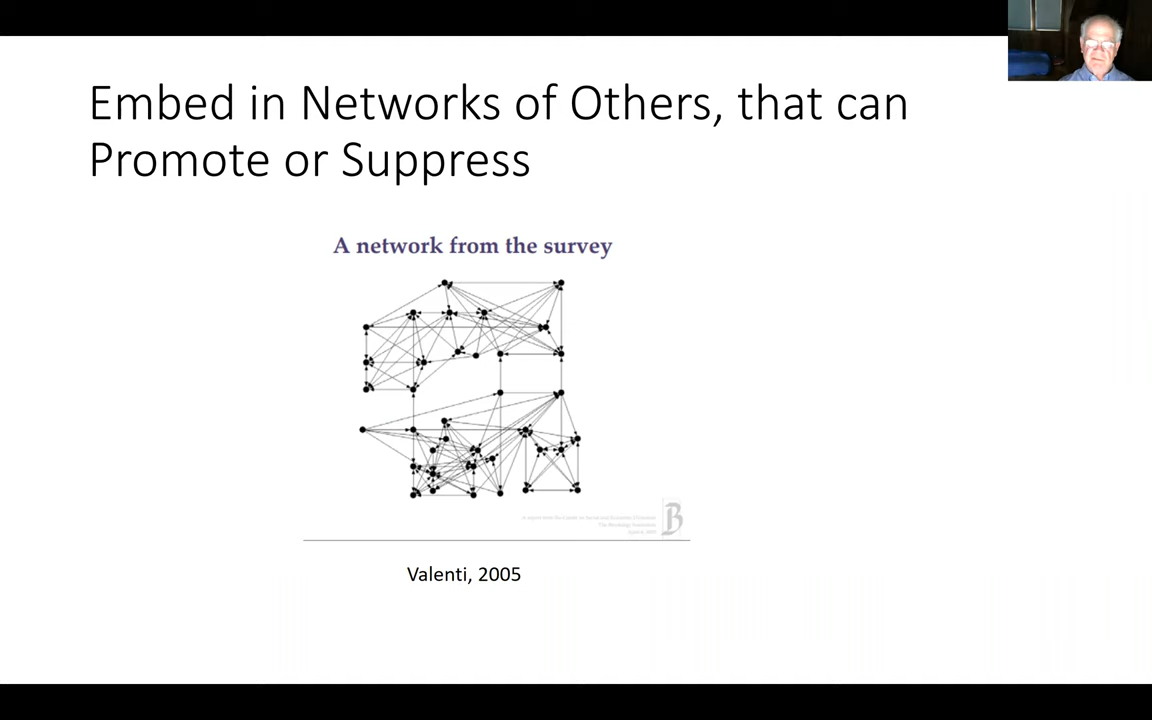 Embed in Networks of Others, that can
Promote or Suppress
A network from the survey
B
Valenti, 2005